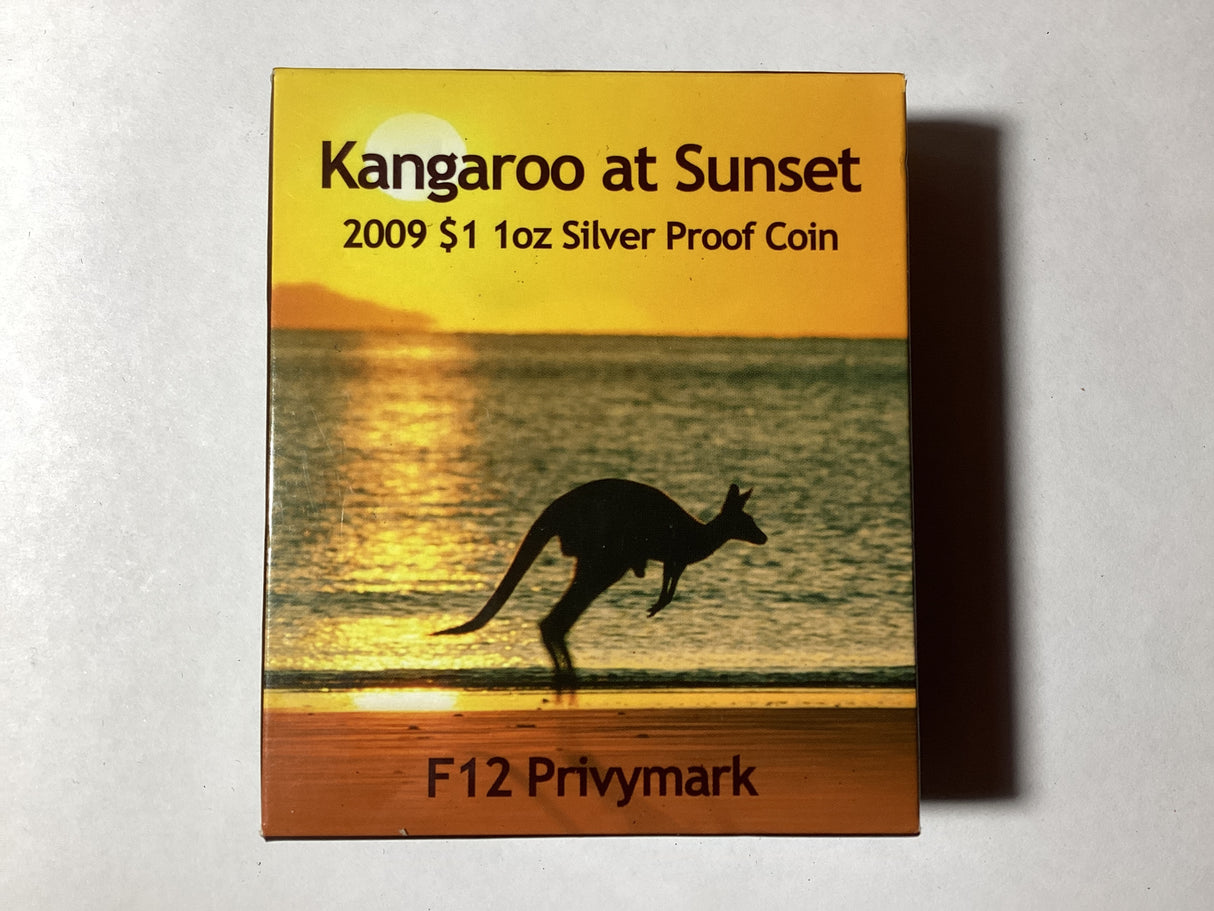 Kangaroo at Sunset
2009 $1 1oz Silver Proof Coin
F12 Privymark